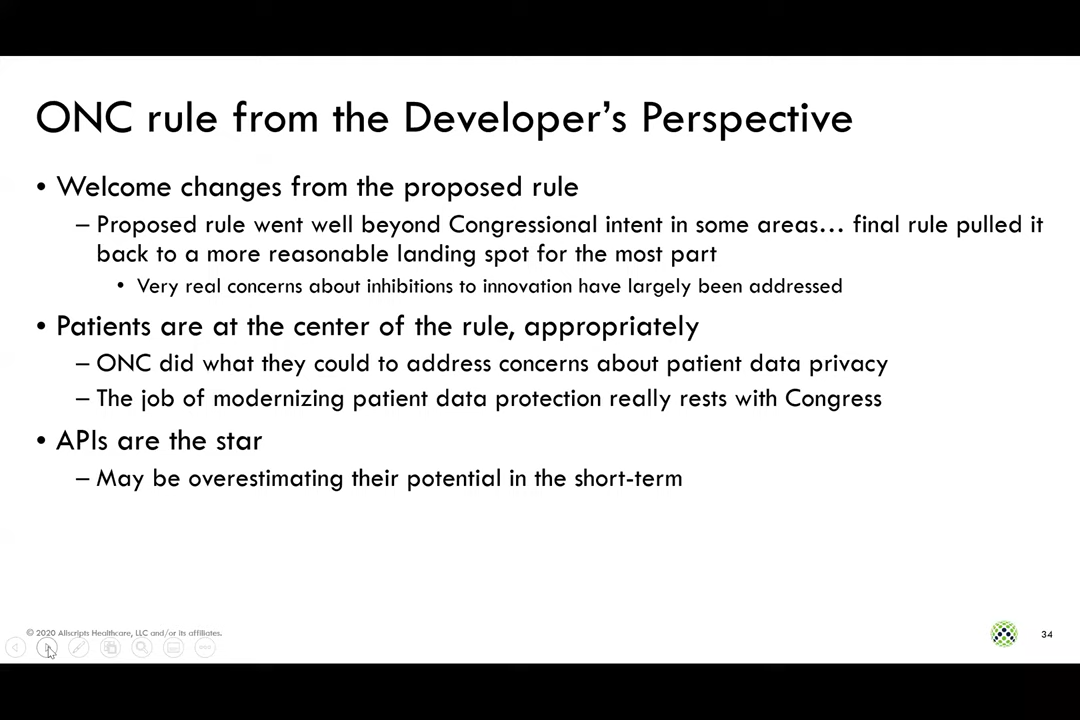 ONC rule from the Developer's Perspective
• Welcome changes from the proposed rule
– Proposed rule went well beyond Congressional intent in some areas… final rule pulled it
back to a more reasonable landing spot for the most part
• Very real concerns about inhibitions to innovation have largely been addressed
• Patients are at the center of the rule, appropriately
– ONC did what they could to address concerns about patient data privacy
– The job of modernizing patient data protection really rests with Congress
• APIs are the star
– May be overestimating their potential in the short-term
© 2020 Allscripts Healthcare, LLC and/or its affiliates.
34